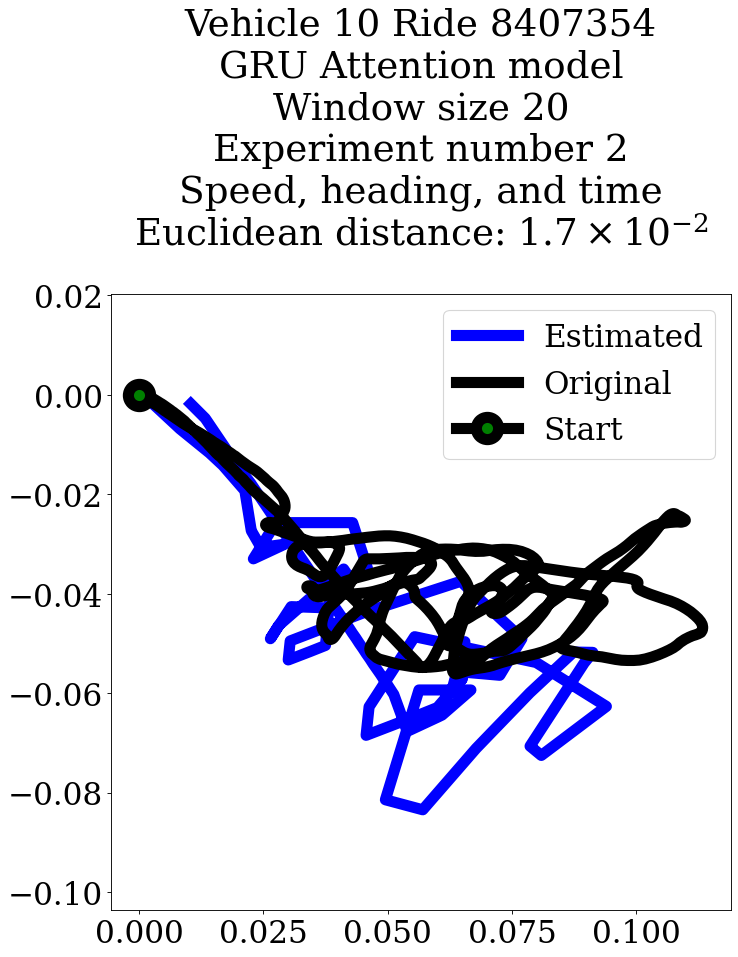 Vehicle 10 Ride 8407354
GRU Attention model
Window size 20
Experiment number 2
Speed, heading, and time
Euclidean distance: 1.7 × 10⁻²
0.02
0.00
−0.02
−0.04
−0.06
−0.08
−0.10
Estimated
Original
Start
0.000 0.025 0.050 0.075 0.100